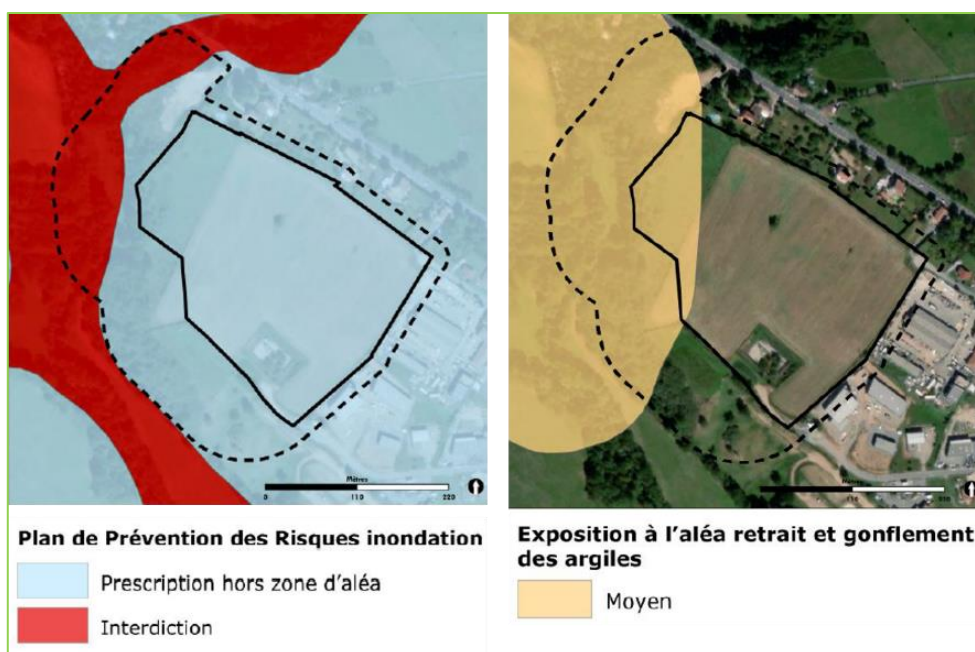 Mètres
0 110 220
Mètres
Plan de Prévention des Risques inondation
Prescription hors zone d'aléa
Interdiction
Exposition à l'aléa retrait et gonflement
des argiles
Moyen